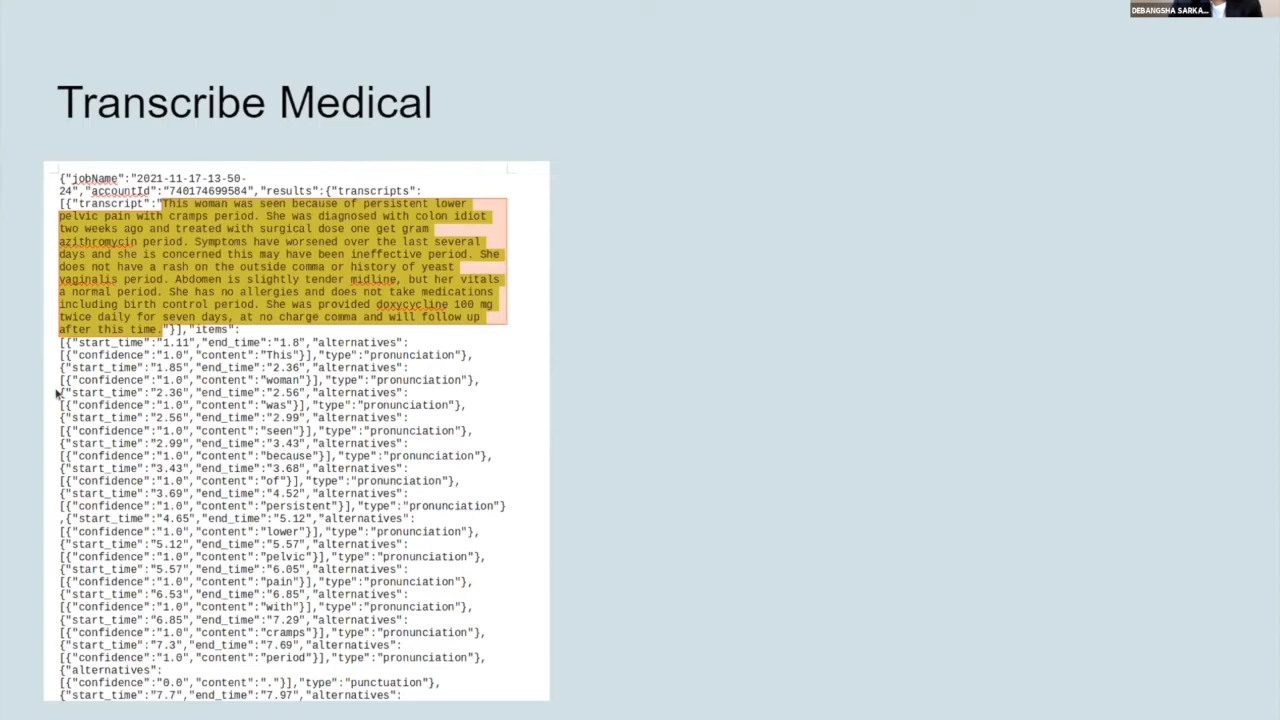 DEBANGSHA SARKA...
Transcribe Medical
{"jobName":"2021-11-17-13-50-
24","accountId":"740174699584","results":{"transcripts":
[{"transcript":"This woman was seen because of persistent lower
pelvic pain with cramps period. She was diagnosed with colon idiot
two weeks ago and treated with surgical dose one get gram
azithromycin period. Symptoms have worsened over the last several
days and she is concerned this may have been ineffective period. She
does not have a rash on the outside comma or history of yeast
vaginalis period. Abdomen is slightly tender midline, but her vitals
a normal period. She has no allergies and does not take medications
including birth control period. She was provided doxycycline 100 mg
twice daily for seven days, at no charge comma and will follow up
after this time."}],"items":
[{"start_time":"1.11","end_time":"1.8","alternatives":
[{"confidence":"1.0","content":"This"}],"type":"pronunciation"},
{"start_time":"1.85","end_time":"2.36","alternatives":
[{"confidence":"1.0","content":"woman"}],"type":"pronunciation"},
{"start_time":"2.36","end_time":"2.56","alternatives":
[{"confidence":"1.0","content":"was"}],"type":"pronunciation"},
{"start_time":"2.56","end_time":"2.99","alternatives":
[{"confidence":"1.0","content":"seen"}],"type":"pronunciation"},
{"start_time":"2.99","end_time":"3.43","alternatives":
[{"confidence":"1.0","content":"because"}],"type":"pronunciation"},
{"start_time":"3.43","end_time":"3.68","alternatives":
[{"confidence":"1.0","content":"of"}],"type":"pronunciation"},
{"start_time":"3.69","end_time":"4.52","alternatives":
[{"confidence":"1.0","content":"persistent"}],"type":"pronunciation"}
,{"start_time":"4.65","end_time":"5.12","alternatives":
[{"confidence":"1.0","content":"lower"}],"type":"pronunciation"},
{"start_time":"5.12","end_time":"5.57","alternatives":
[{"confidence":"1.0","content":"pelvic"}],"type":"pronunciation"},
{"start_time":"5.57","end_time":"6.05","alternatives":
[{"confidence":"1.0","content":"pain"}],"type":"pronunciation"},
{"start_time":"6.53","end_time":"6.85","alternatives":
[{"confidence":"1.0","content":"with"}],"type":"pronunciation"},
{"start_time":"6.85","end_time":"7.29","alternatives":
[{"confidence":"1.0","content":"cramps"}],"type":"pronunciation"},
{"start_time":"7.3","end_time":"7.69","alternatives":
[{"confidence":"1.0","content":"period"}],"type":"pronunciation"},
{"alternatives":
[{"confidence":"0.0","content":"."}],"type":"punctuation"},
{"start_time":"7.7","end_time":"7.97","alternatives":